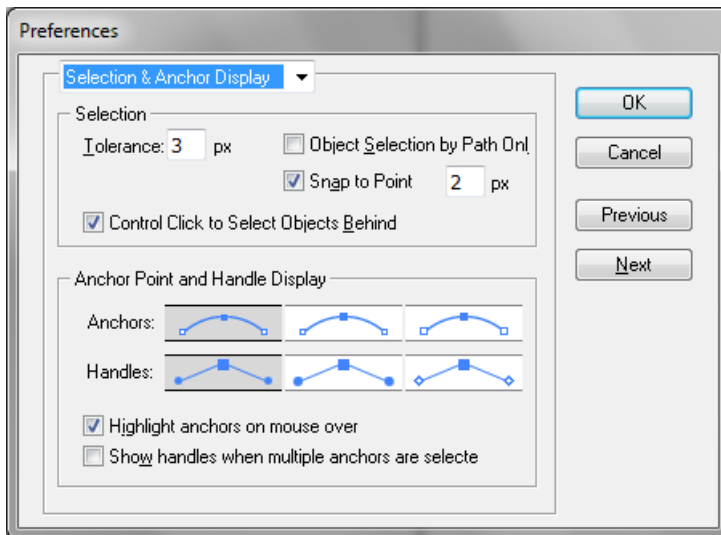 Preferences
Selection & Anchor Display
OK
Selection
Tolerance: 3 px
Object Selection by Path Onl
Cancel
Snap to Point 2 px
Control Click to Select Objects Behind
Previous
Next
Anchor Point and Handle Display
Anchors:
Handles:
Highlight anchors on mouse over
Show handles when multiple anchors are selecte